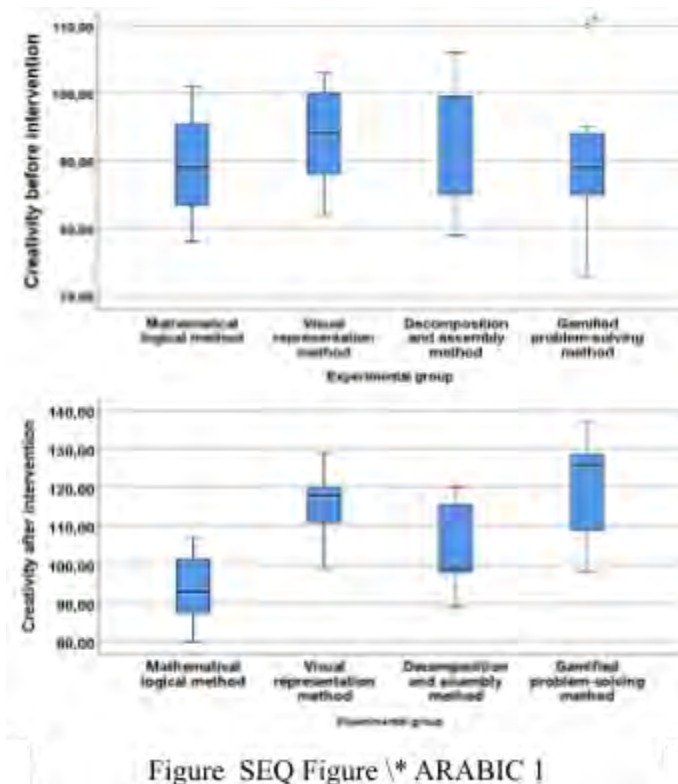 Creativity before intervention
110,00
100,00
90,00
80,00
70,00
Mathematical logical method
Visual representation method
Decomposition and assembly method
Gamified problem-solving method
Experimental group
Creativity after intervention
140,00
130,00
120,00
110,00
100,00
90,00
80,00
Mathematival logical method
Visual representation method
Decomposition and assembly method
Gamified problem-solving method
Experimental group
Figure SEQ Figure \* ARABIC 1